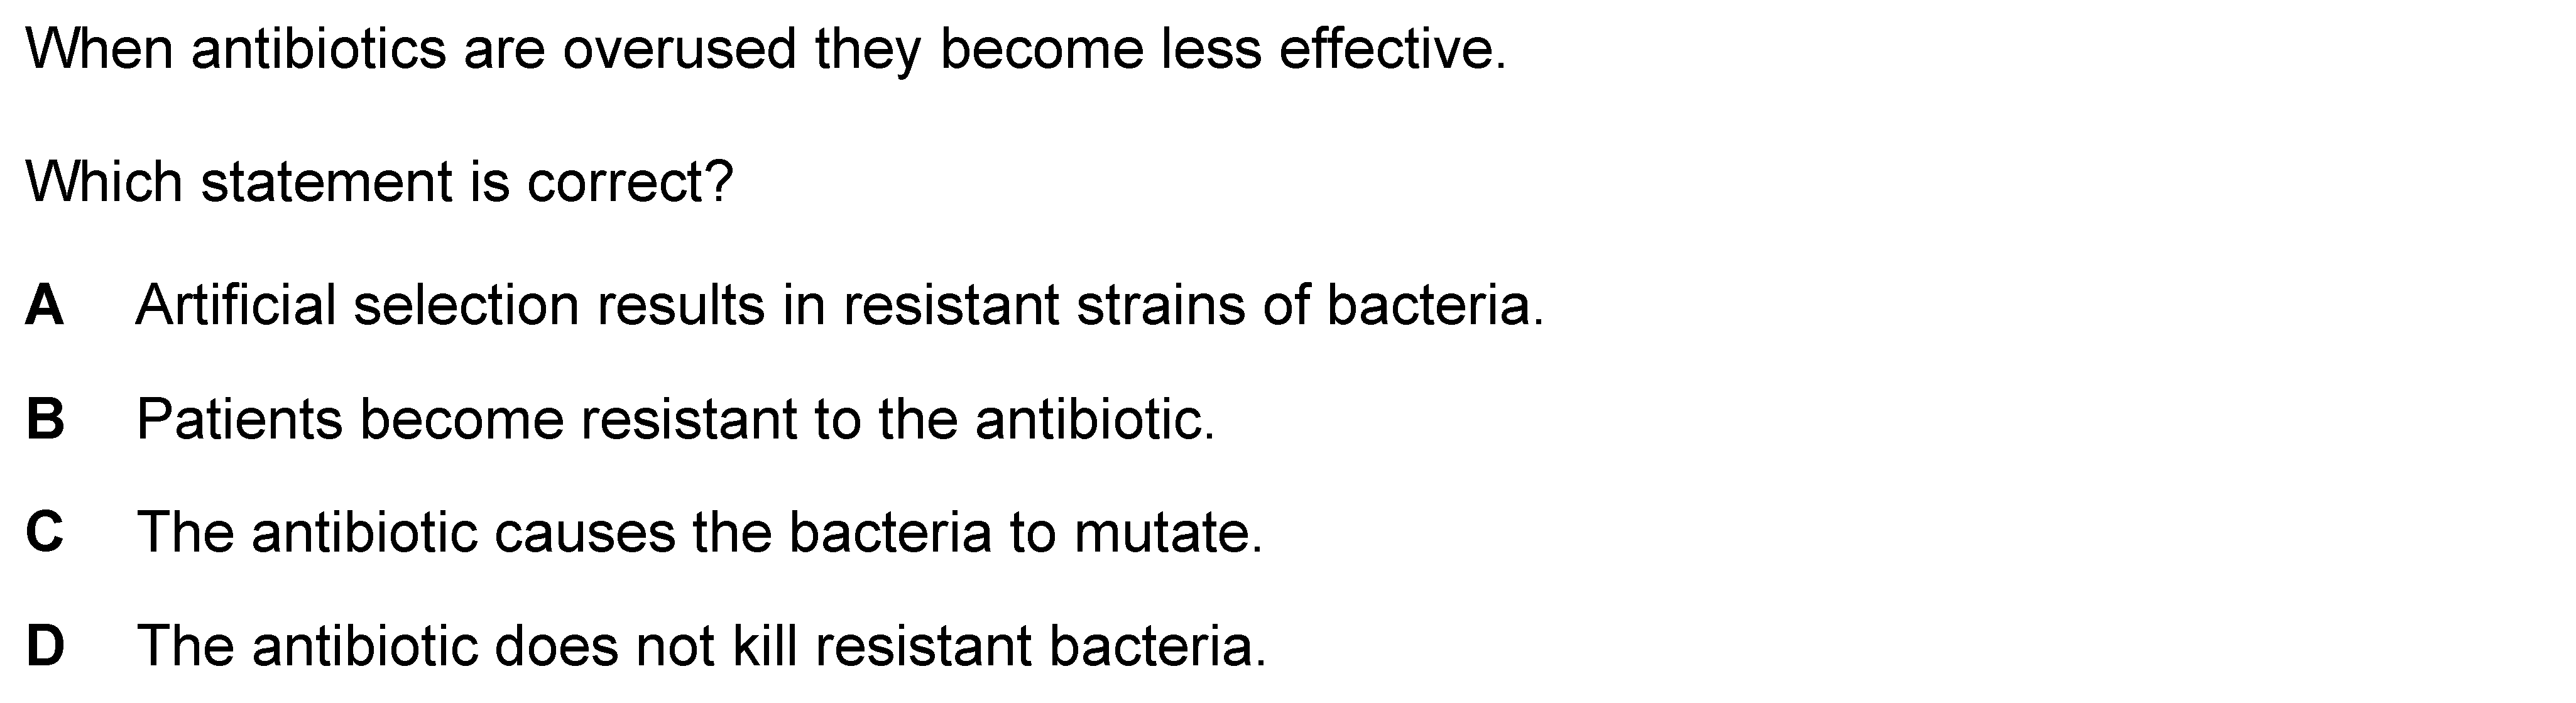 When antibiotics are overused they become less effective.
Which statement is correct?
A Artificial selection results in resistant strains of bacteria.
B Patients become resistant to the antibiotic.
C The antibiotic causes the bacteria to mutate.
D The antibiotic does not kill resistant bacteria.